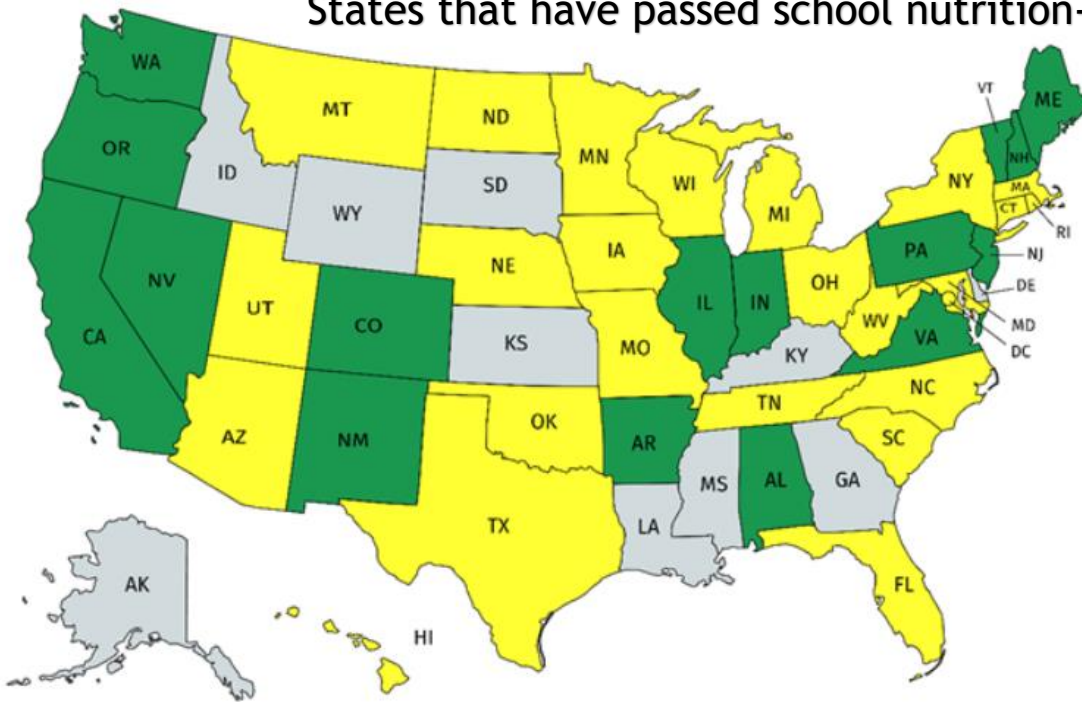 States that have passed school nutrition-
WA
OR
CA
NV
ID
MT
WY
UT
AZ
CO
NM
ND
SD
NE
KS
OK
TX
MN
IA
MO
AR
LA
WI
IL
MI
IN
OH
KY
TN
MS
AL
GA
FL
SC
NC
VA
WV
PA
NY
VT
NH
ME
MA
CT
RI
NJ
DE
MD
DC
AK
HI